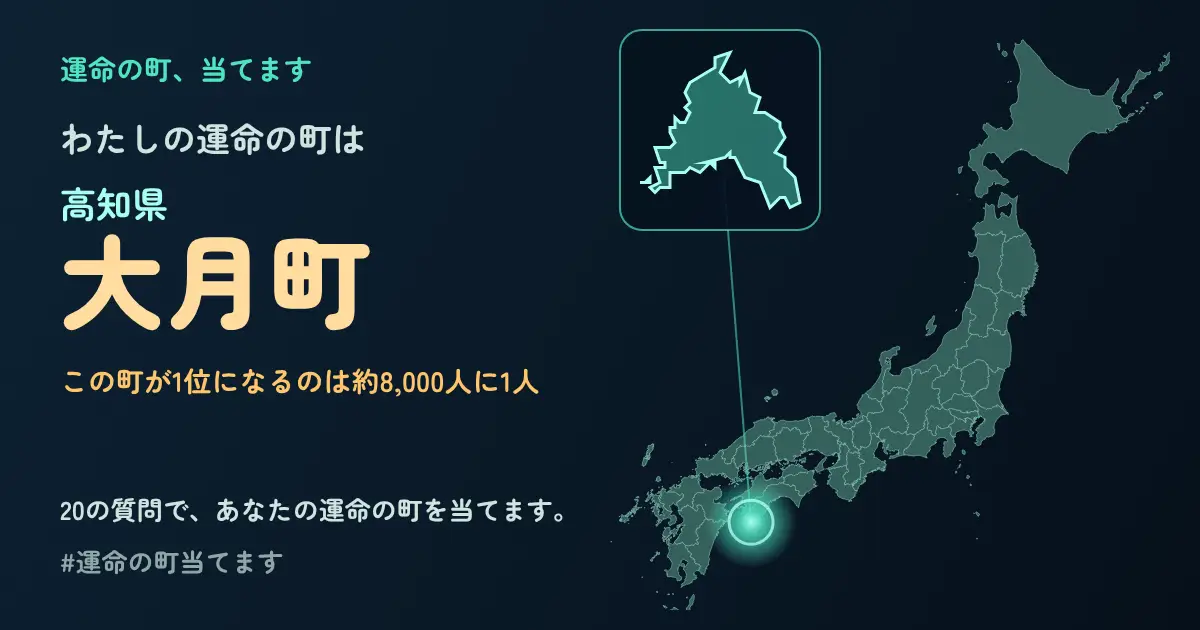 運命の町、当てます
わたしの運命の町は
高知県
大月町
この町が1位になるのは約8,000人に1人
20の質問で、あなたの運命の町を当てます。
#運命の町当てます